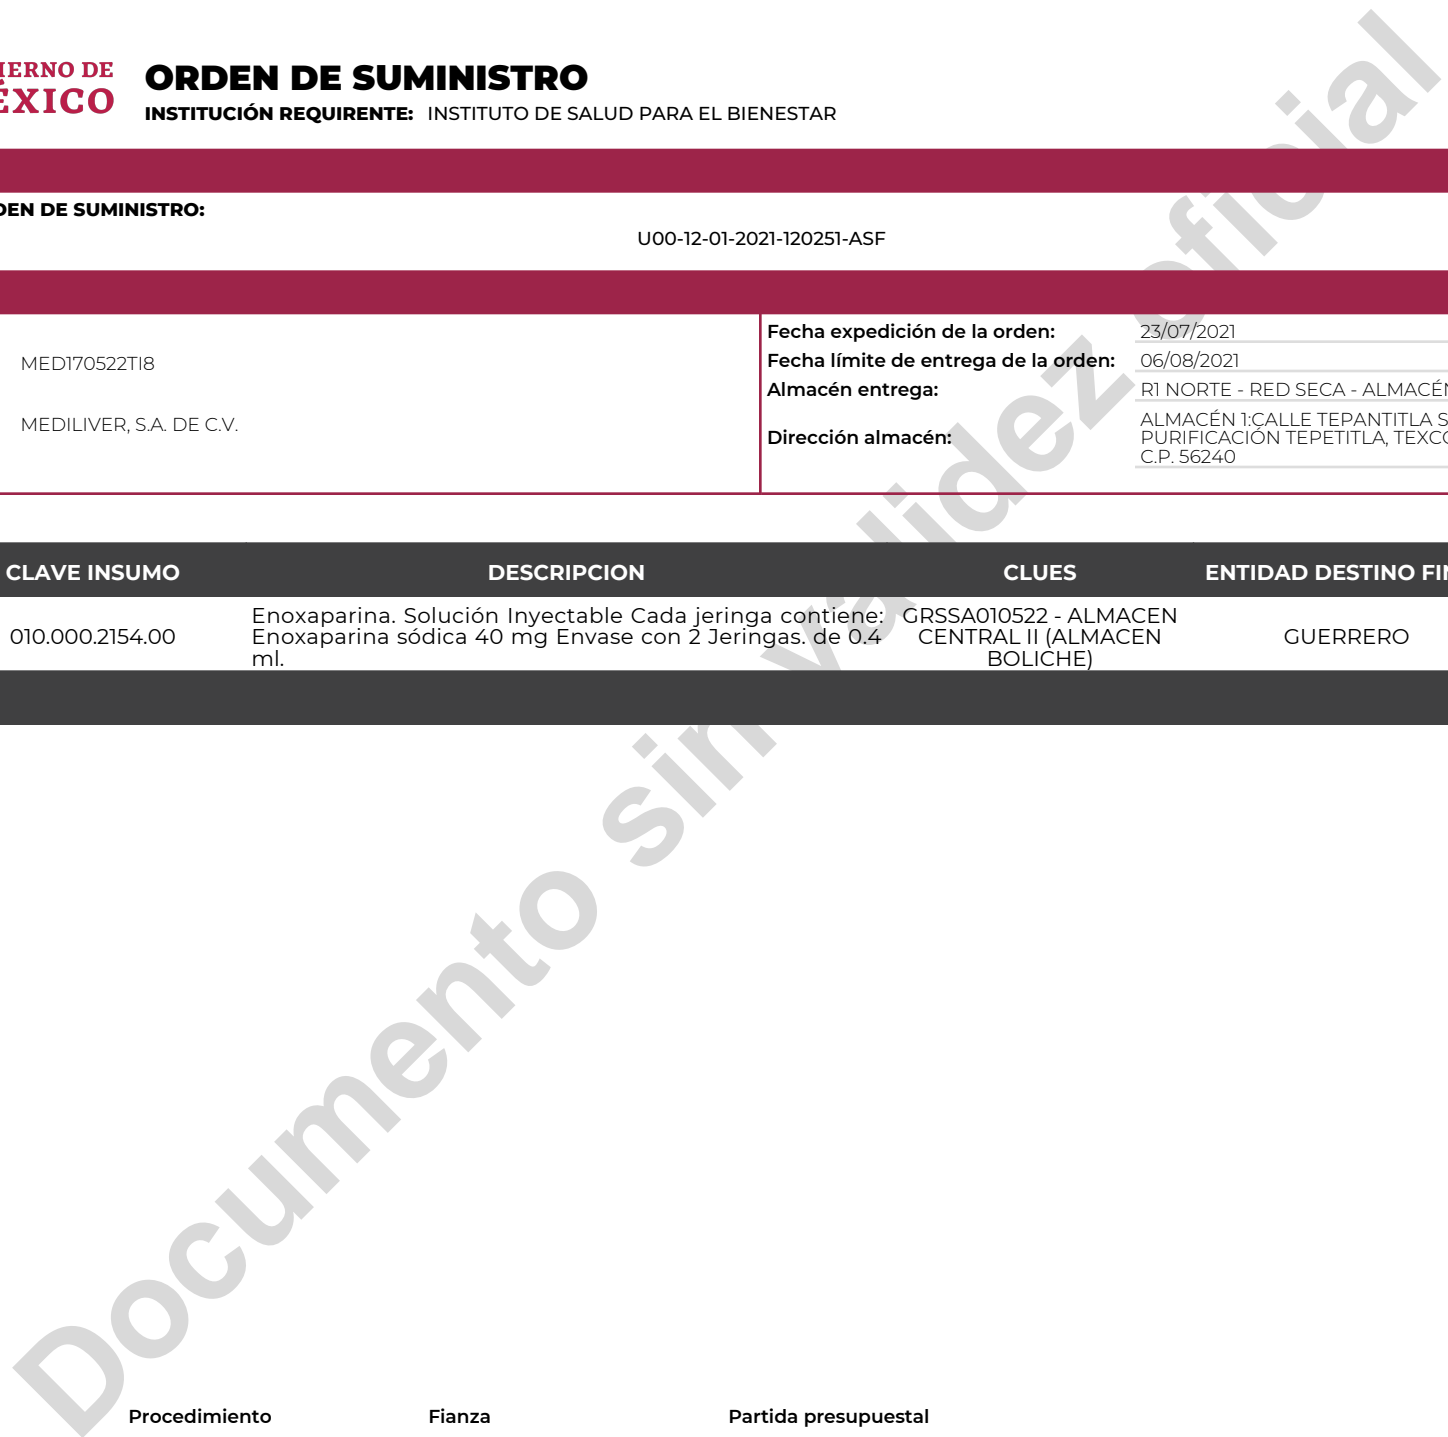 IERNO DE
ÉXICO
ORDEN DE SUMINISTRO
INSTITUCIÓN REQUIRENTE: INSTITUTO DE SALUD PARA EL BIENESTAR
DEN DE SUMINISTRO:
U00-12-01-2021-120251-ASF
MED170522TI8
MEDILIVER, S.A. DE C.V.
Fecha expedición de la orden: 23/07/2021
Fecha límite de entrega de la orden: 06/08/2021
Almacén entrega: R1 NORTE - RED SECA - ALMACÉN
Dirección almacén:
ALMACÉN 1:CALLE TEPANTITLA S
PURIFICACIÓN TEPETITLA, TEXCO
C.P. 56240
CLAVE INSUMO DESCRIPCION CLUES ENTIDAD DESTINO FIN
010.000.2154.00
Enoxaparina. Solución Inyectable Cada jeringa contiene:
Enoxaparina sódica 40 mg Envase con 2 Jeringas. de 0.4
ml.
GRSSA010522 - ALMACEN
CENTRAL II (ALMACEN
BOLICHE)
GUERRERO
Documento sin validez oficial
Procedimiento Fianza Partida presupuestal